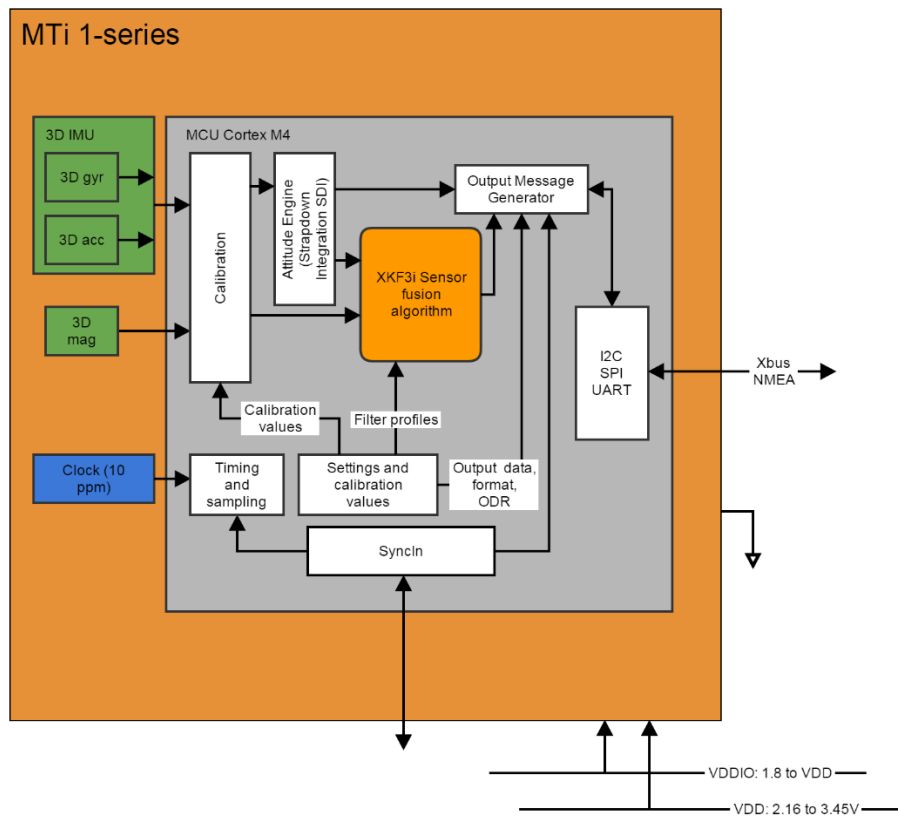 MTi 1-series
3D IMU
3D gyr
3D acc
3D
mag
Clock (10
ppm)
MCU Cortex M4
Calibration
Attitude Engine
(Strapdown
Integration SDI)
Output Message
Generator
XKF3i Sensor
fusion
algorithm
I2C
SPI
UART
Xbus
NMEA
Calibration
values
Filter profiles
Timing
and
sampling
Settings and
calibration
values
Output data,
format,
ODR
SyncIn
VDDIO: 1.8 to VDD
VDD: 2.16 to 3.45V